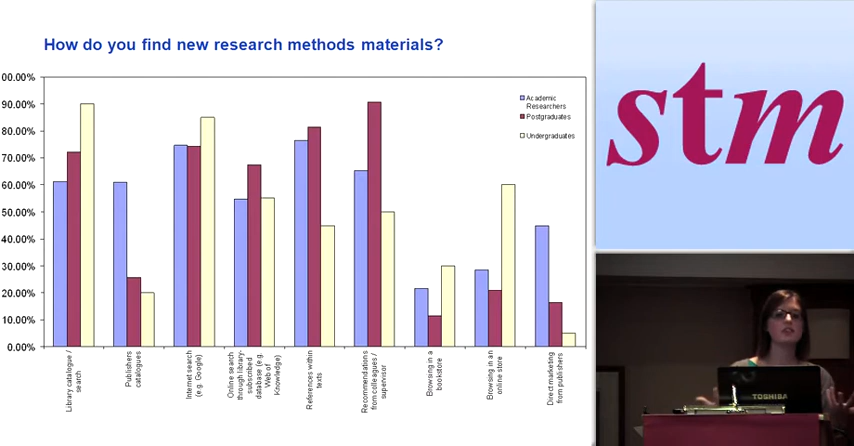 How do you find new research methods materials?
00.00%
90.00%
80.00%
70.00%
60.00%
50.00%
40.00%
30.00%
20.00%
10.00%
0.00%
Academic
Researchers
Postgraduates
Undergraduates
Library catalogue /
search
Publishers
catalogues
Internet search
(e.g. Google)
Online search
through library-
subscribed
database (e.g.
Web of
Knowledge)
References within
texts
Recommendations
from colleagues /
supervisor
Browsing in a
bookstore
Browsing in an
online store
Direct marketing
from publishers
stm
TOSHIBA